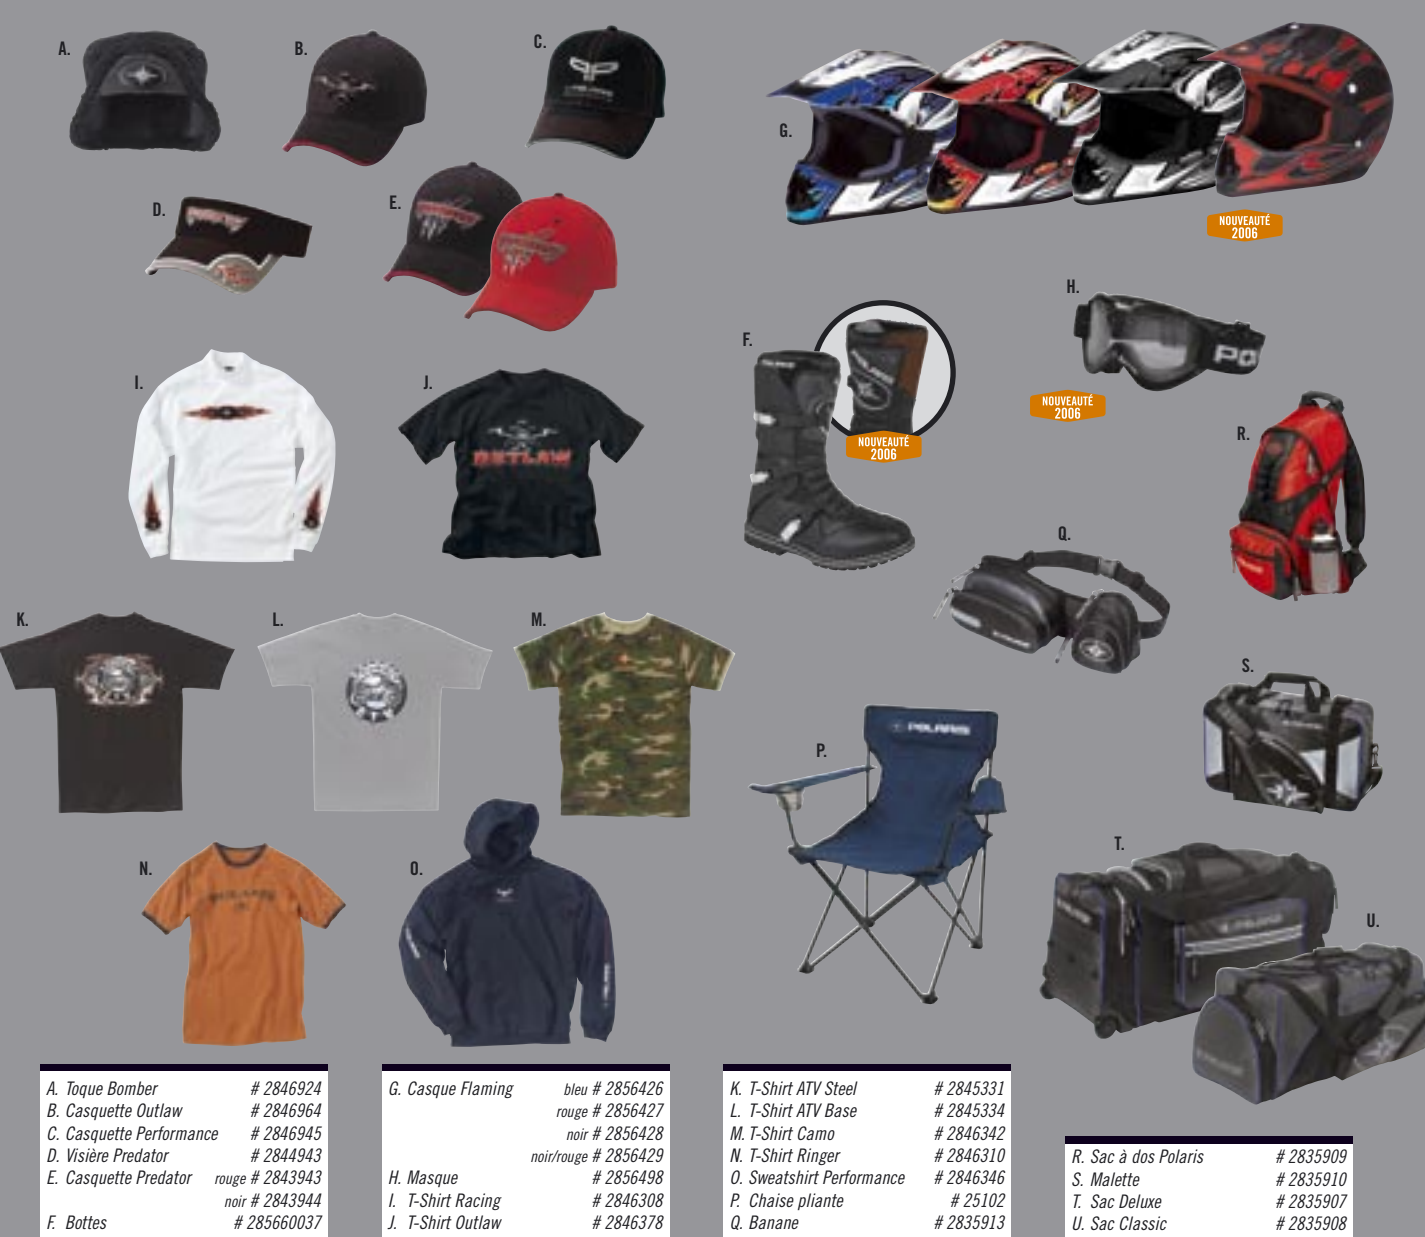 A.
B.
C.
G.
D.
E.
NOUVEAUTÉ
2006
H.
F.
I.
J.
NOUVEAUTÉ
2006
PO
POLARIS
NOUVEAUTÉ
2006
R.
OUTLAW
Q.
K.
L.
M.
S.
P.
POLARIS
T.
N.
O.
U.
POLARIS
A. Toque Bomber # 2846924
B. Casquette Outlaw # 2846964
C. Casquette Performance # 2846945
D. Visière Predator # 2844943
E. Casquette Predator rouge # 2843943
noir # 2843944
F. Bottes # 285660037
G. Casque Flaming bleu # 2856426
rouge # 2856427
noir # 2856428
noir/rouge # 2856429
H. Masque # 2856498
I. T-Shirt Racing # 2846308
J. T-Shirt Outlaw # 2846378
K. T-Shirt ATV Steel # 2845331
L. T-Shirt ATV Base # 2845334
M. T-Shirt Camo # 2846342
N. T-Shirt Ringer # 2846310
O. Sweatshirt Performance # 2846346
P. Chaise pliante # 25102
Q. Banane # 2835913
R. Sac à dos Polaris # 2835909
S. Malette # 2835910
T. Sac Deluxe # 2835907
U. Sac Classic # 2835908